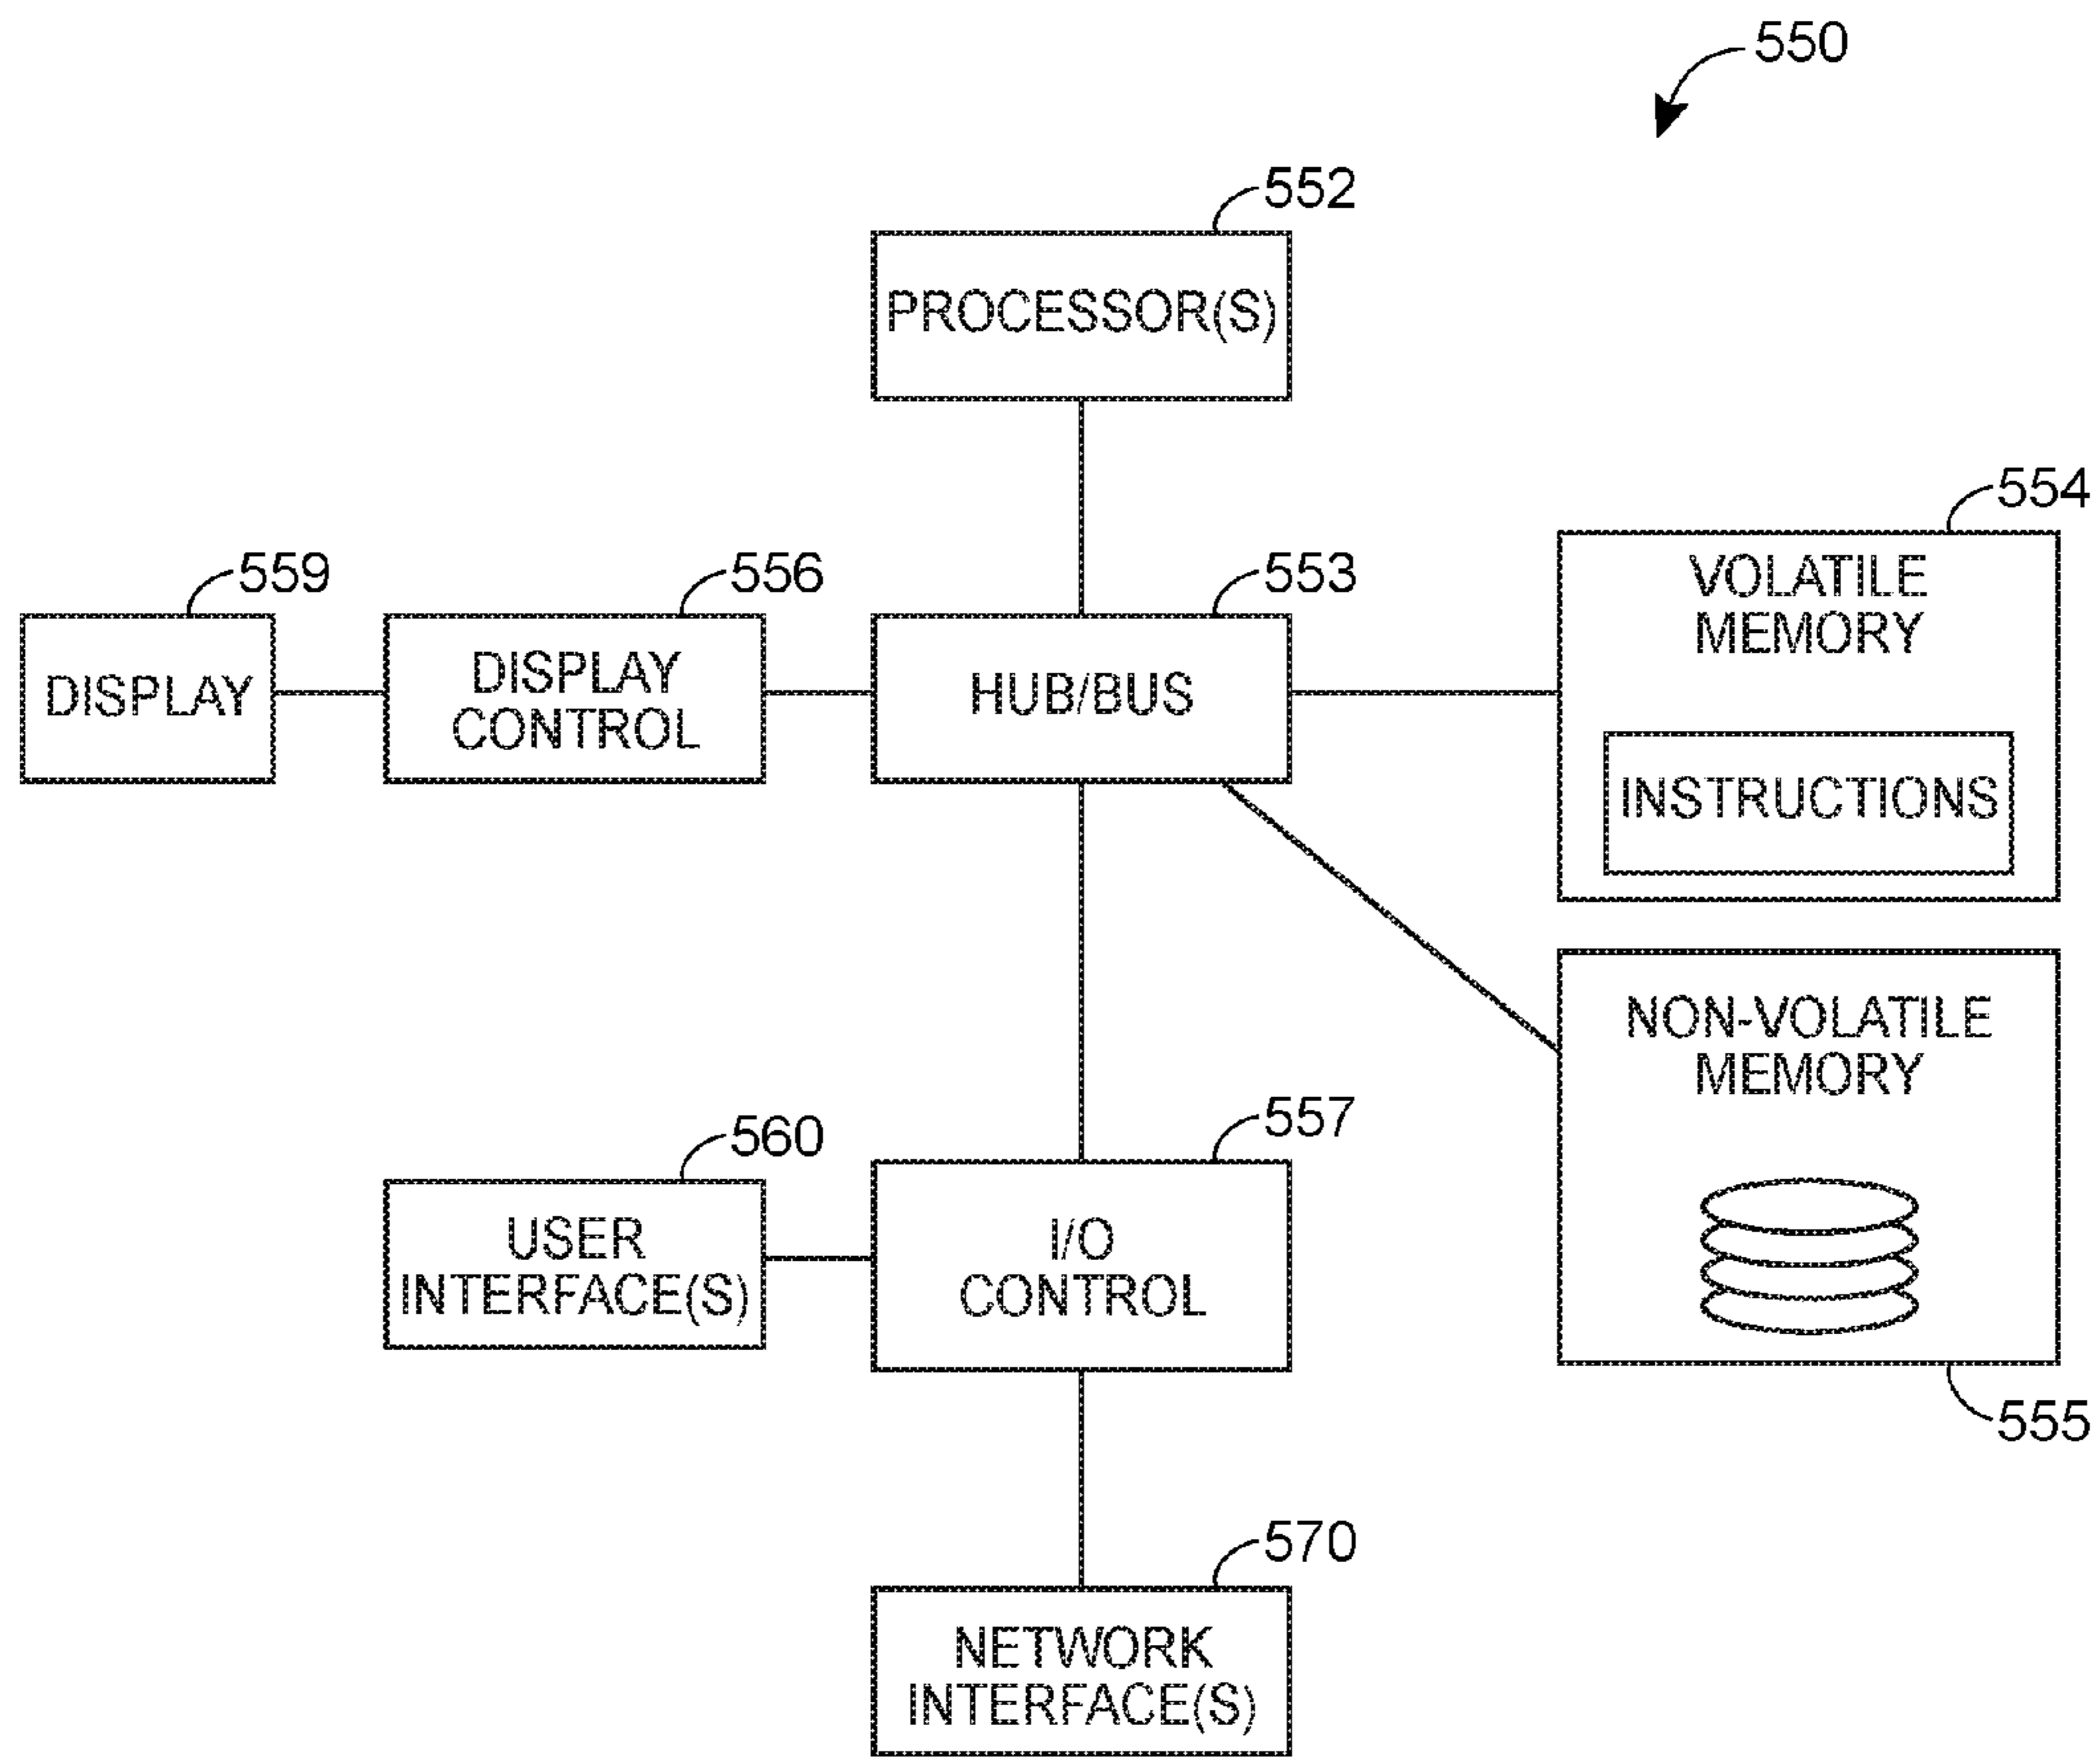 550
552
PROCESSOR(S)
554
VOLATILE
MEMORY
INSTRUCTIONS
559
DISPLAY
556
DISPLAY
CONTROL
553
HUB/BUS
NON-VOLATILE
MEMORY
555
560
USER
INTERFACE(S)
557
I/O
CONTROL
570
NETWORK
INTERFACE(S)